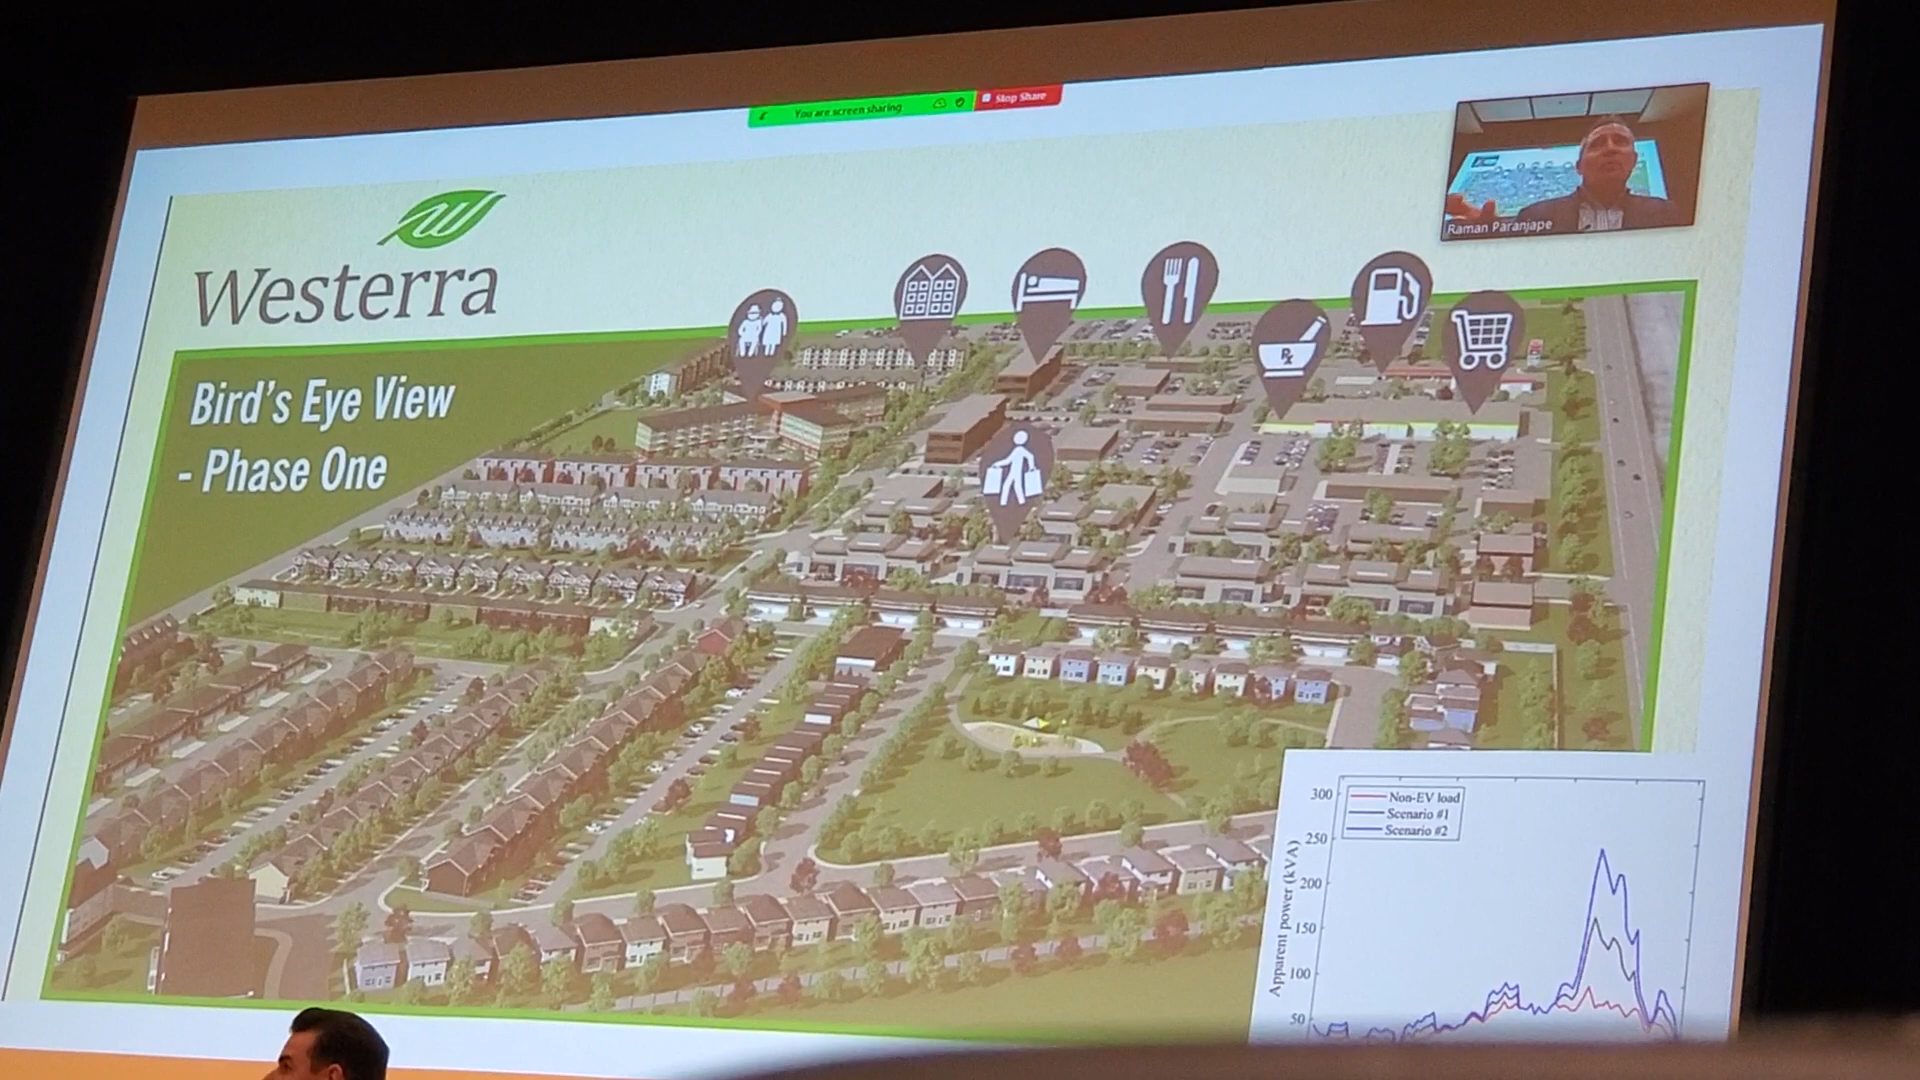 You are screen sharing
Stop Share
Raman Paranjape
W
Westerra
Bird's Eye View
- Phase One
Rx
300
250
200
150
100
50
Apparent power (kVA)
Non-EV load
Scenario #1
Scenario #2